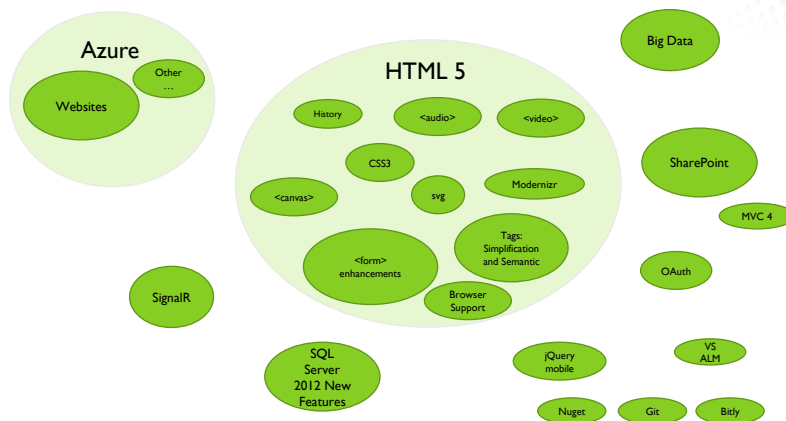 Azure
Other
...
Websites
HTML 5
History
<audio>
<video>
CSS3
Modernizr
<canvas>
svg
Tags:
Simplification
and Semantic
<form>
enhancements
Browser
Support
Big Data
SharePoint
MVC 4
OAuth
SignalR
SQL
Server
2012 New
Features
jQuery
mobile
VS
ALM
Nuget
Git
Bitly